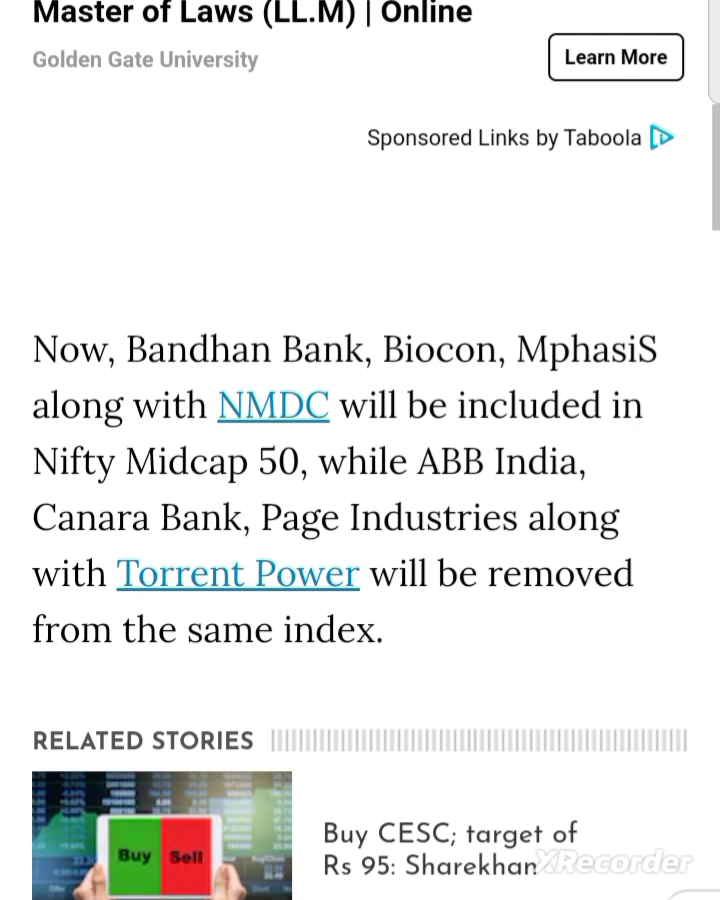 Master of Laws (LL.M) | Online
Golden Gate University
Learn More
Sponsored Links by Taboola
Now, Bandhan Bank, Biocon, MphasiS
along with NMDC will be included in
Nifty Midcap 50, while ABB India,
Canara Bank, Page Industries along
with Torrent Power will be removed
from the same index.
RELATED STORIES
Buy Sell
Buy CESC; target of
Rs 95: Sharekhan
XRecorder